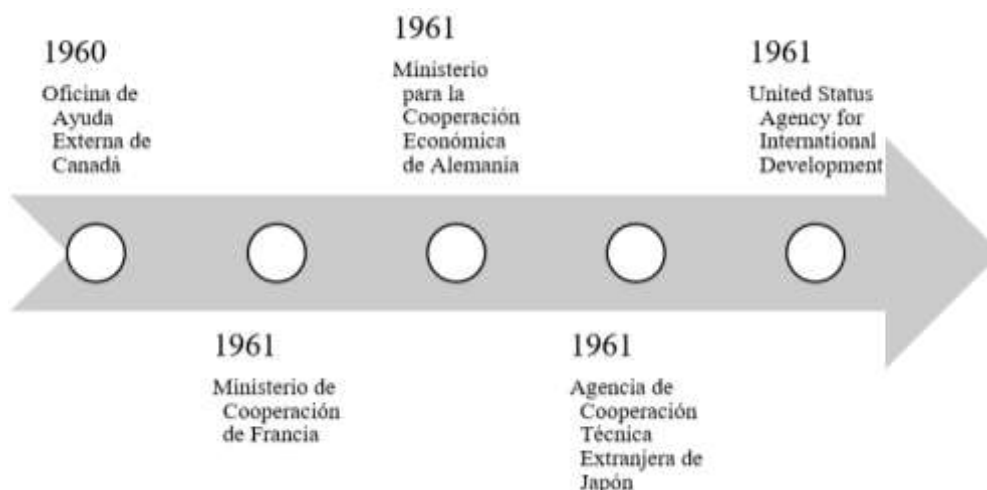 1960
Oficina de
Ayuda
Externa de
Canadá
1961
Ministerio de
Cooperación
de Francia
1961
Ministerio
para la
Cooperación
Económica
de Alemania
1961
Agencia de
Cooperación
Técnica
Extranjera de
Japón
1961
United Status
Agency for
International
Development